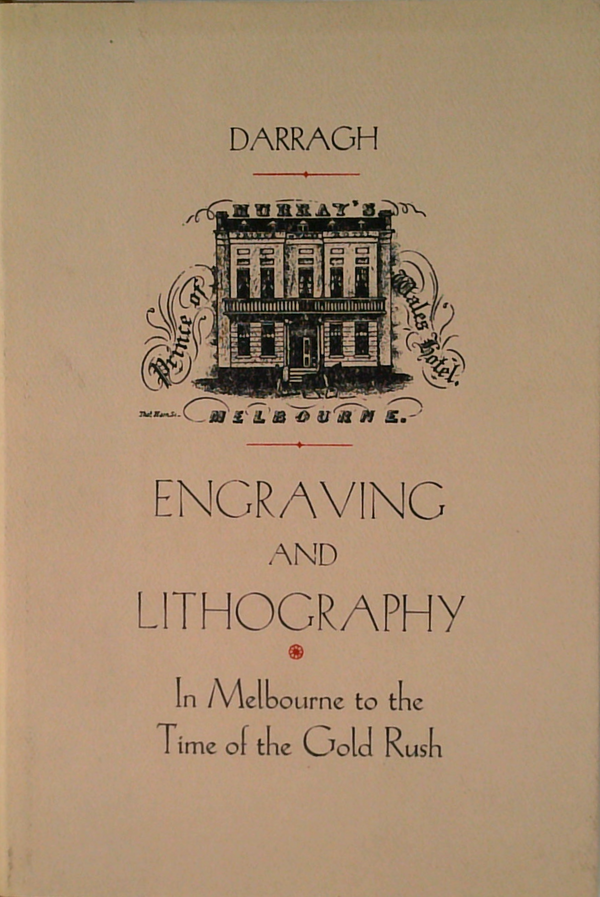 DARRAGH
MURRAY'S
Prince of
Wales Hotel.
MELBOURNE.
ENGRAVING
AND
LITHOGRAPHY
In Melbourne to the
Time of the Gold Rush